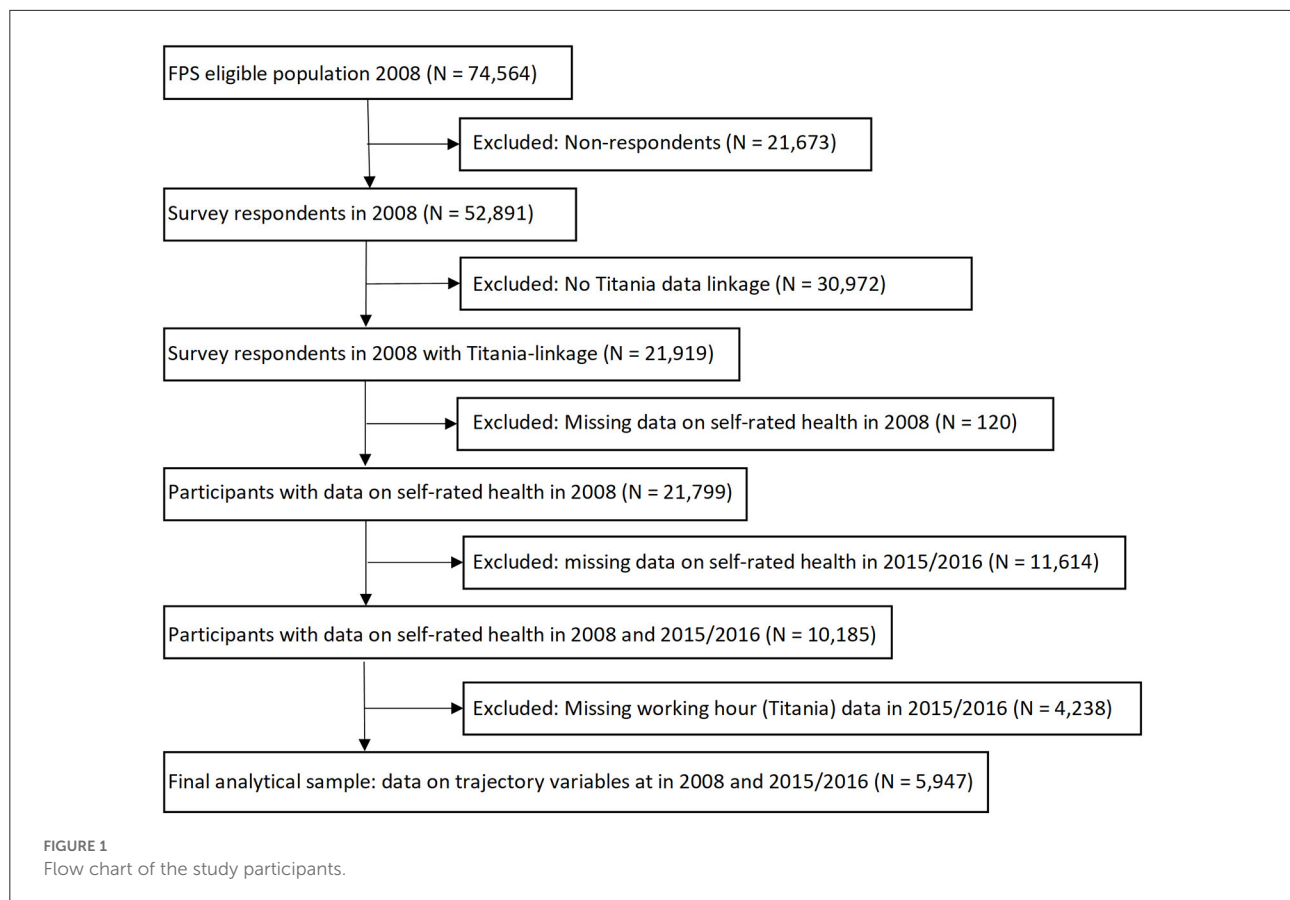 FPS eligible population 2008 (N = 74,564)
Excluded: Non-respondents (N = 21,673)
Survey respondents in 2008 (N = 52,891)
Excluded: No Titania data linkage (N = 30,972)
Survey respondents in 2008 with Titania-linkage (N = 21,919)
Excluded: Missing data on self-rated health in 2008 (N = 120)
Participants with data on self-rated health in 2008 (N = 21,799)
Excluded: missing data on self-rated health in 2015/2016 (N = 11,614)
Participants with data on self-rated health in 2008 and 2015/2016 (N = 10,185)
Excluded: Missing working hour (Titania) data in 2015/2016 (N = 4,238)
Final analytical sample: data on trajectory variables at in 2008 and 2015/2016 (N = 5,947)
FIGURE 1
Flow chart of the study participants.